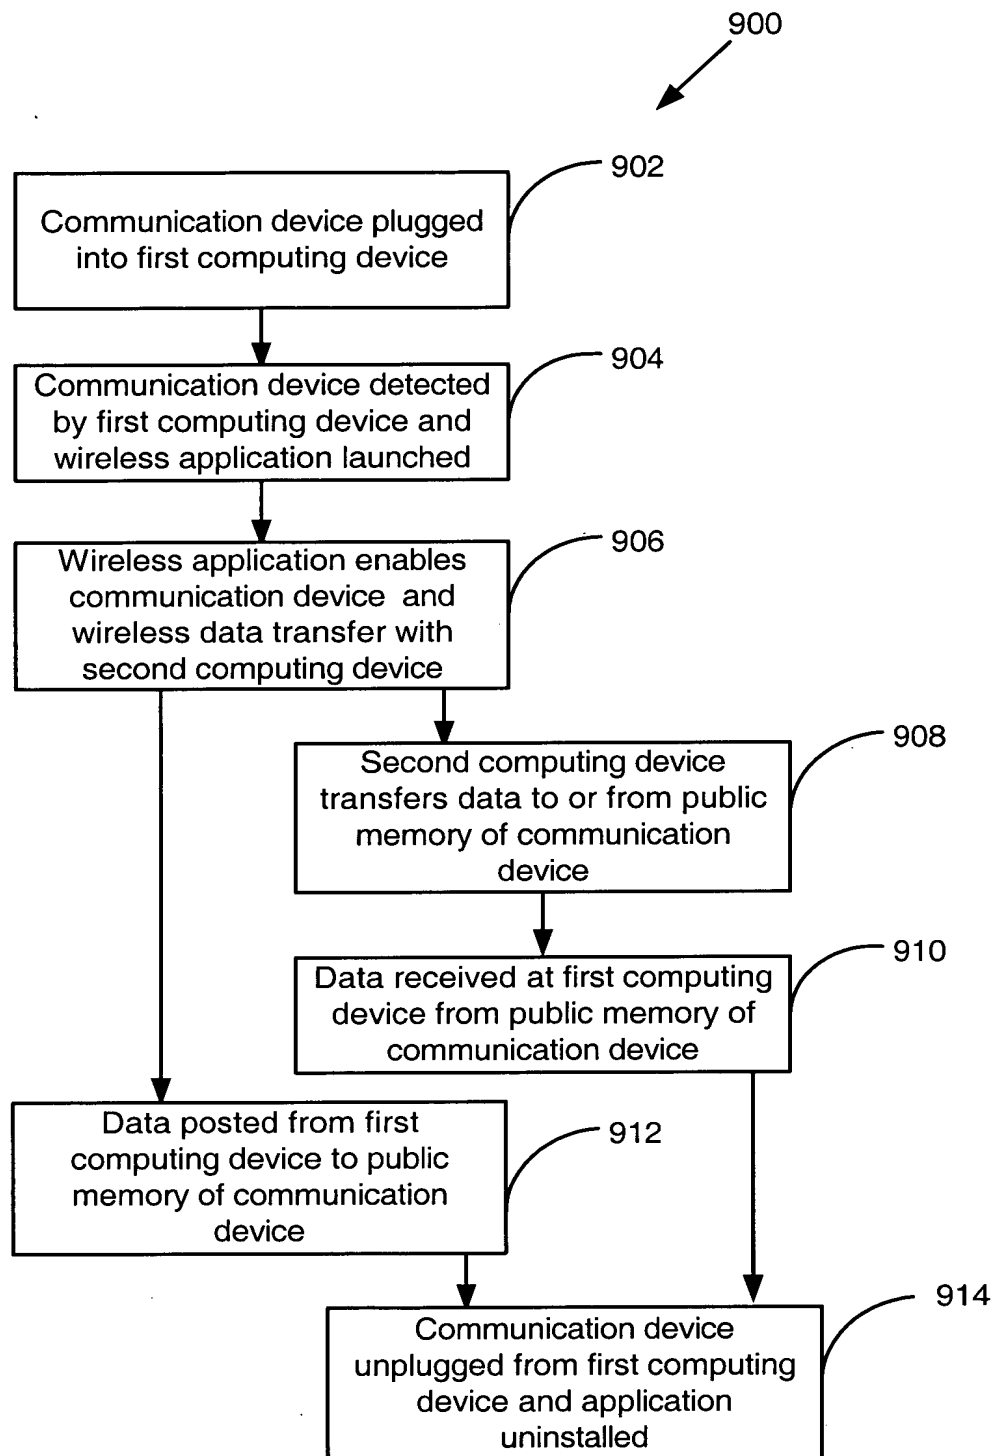 900
902
Communication device plugged
into first computing device
904
Communication device detected
by first computing device and
wireless application launched
906
Wireless application enables
communication device and
wireless data transfer with
second computing device
908
Second computing device
transfers data to or from public
memory of communication
device
910
Data received at first computing
device from public memory of
communication device
912
Data posted from first
computing device to public
memory of communication
device
914
Communication device
unplugged from first computing
device and application
uninstalled